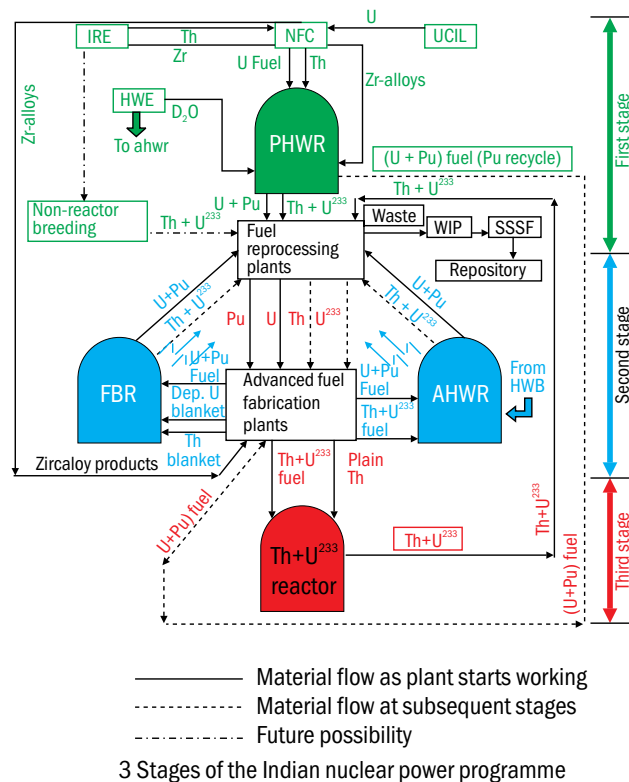 IRE
Th
Zr
NFC
U
UCIL
U Fuel
Th
Zr-alloys
Zr-alloys
HWE
D₂O
To ahwr
PHWR
(U + Pu) fuel (Pu recycle)
First stage
Non-reactor
breeding
Th + U²³³
U + Pu
Th + U²³³
Th + U²³³
Waste
WIP
SSSF
Repository
Fuel
reprocessing
plants
U+Pu
Th + U²³³
U+Pu
Th + U²³³
Pu
U
Th
U²³³
Second stage
FBR
U+Pu
Fuel
Dep. U
blanket
Th
blanket
Advanced fuel
fabrication
plants
U+Pu
Fuel
Th+U²³³
fuel
AHWR
From
HWB
Zircaloy products
Th+U²³³
fuel
Plain
Th
U+Pu) fuel
Th+U²³³
reactor
Th+U²³³
Th+U²³³
(U+Pu) fuel
Third stage
Material flow as plant starts working
Material flow at subsequent stages
Future possibility
3 Stages of the Indian nuclear power programme